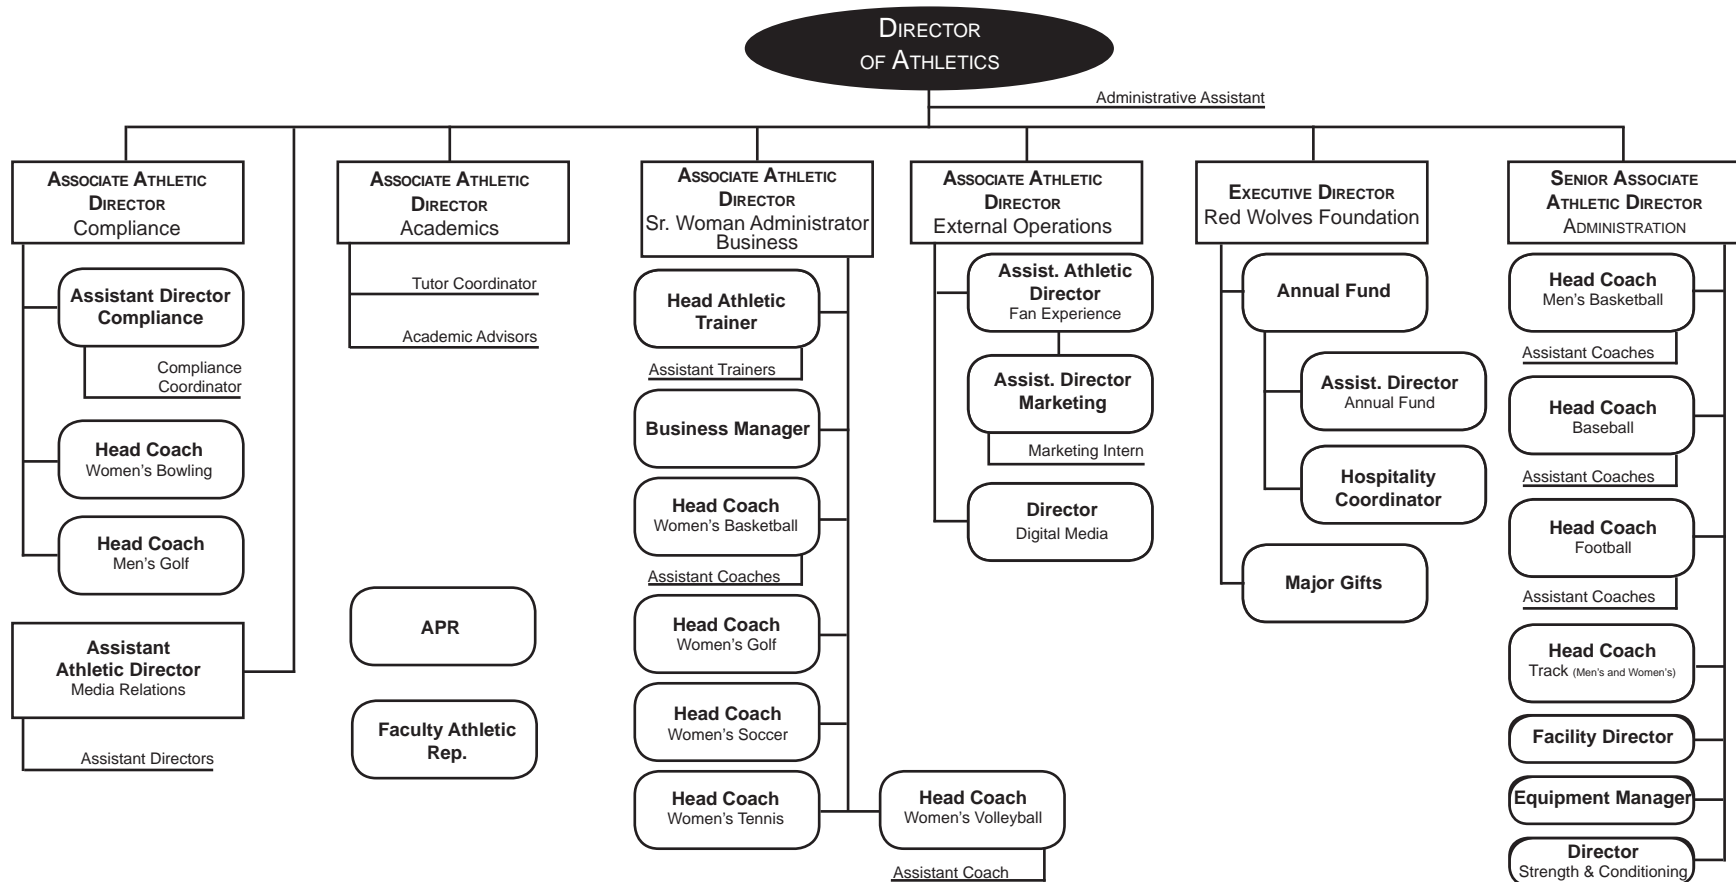 DIRECTOR
OF ATHLETICS
Administrative Assistant
ASSOCIATE ATHLETIC
DIRECTOR
Compliance
Assistant Director
Compliance
Compliance
Coordinator
Head Coach
Women's Bowling
Head Coach
Men's Golf
Assistant
Athletic Director
Media Relations
Assistant Directors
ASSOCIATE ATHLETIC
DIRECTOR
Academics
Tutor Coordinator
Academic Advisors
APR
Faculty Athletic
Rep.
ASSOCIATE ATHLETIC
DIRECTOR
Sr. Woman Administrator
Business
Head Athletic
Trainer
Assistant Trainers
Business Manager
Head Coach
Women's Basketball
Assistant Coaches
Head Coach
Women's Golf
Head Coach
Women's Soccer
Head Coach
Women's Tennis
Head Coach
Women's Volleyball
Assistant Coach
ASSOCIATE ATHLETIC
DIRECTOR
External Operations
Assist. Athletic
Director
Fan Experience
Assist. Director
Marketing
Marketing Intern
Director
Digital Media
EXECUTIVE DIRECTOR
Red Wolves Foundation
Annual Fund
Assist. Director
Annual Fund
Hospitality
Coordinator
Major Gifts
SENIOR ASSOCIATE
ATHLETIC DIRECTOR
ADMINISTRATION
Head Coach
Men's Basketball
Assistant Coaches
Head Coach
Baseball
Assistant Coaches
Head Coach
Football
Assistant Coaches
Head Coach
Track (Men's and Women's)
Facility Director
Equipment Manager
Director
Strength & Conditioning